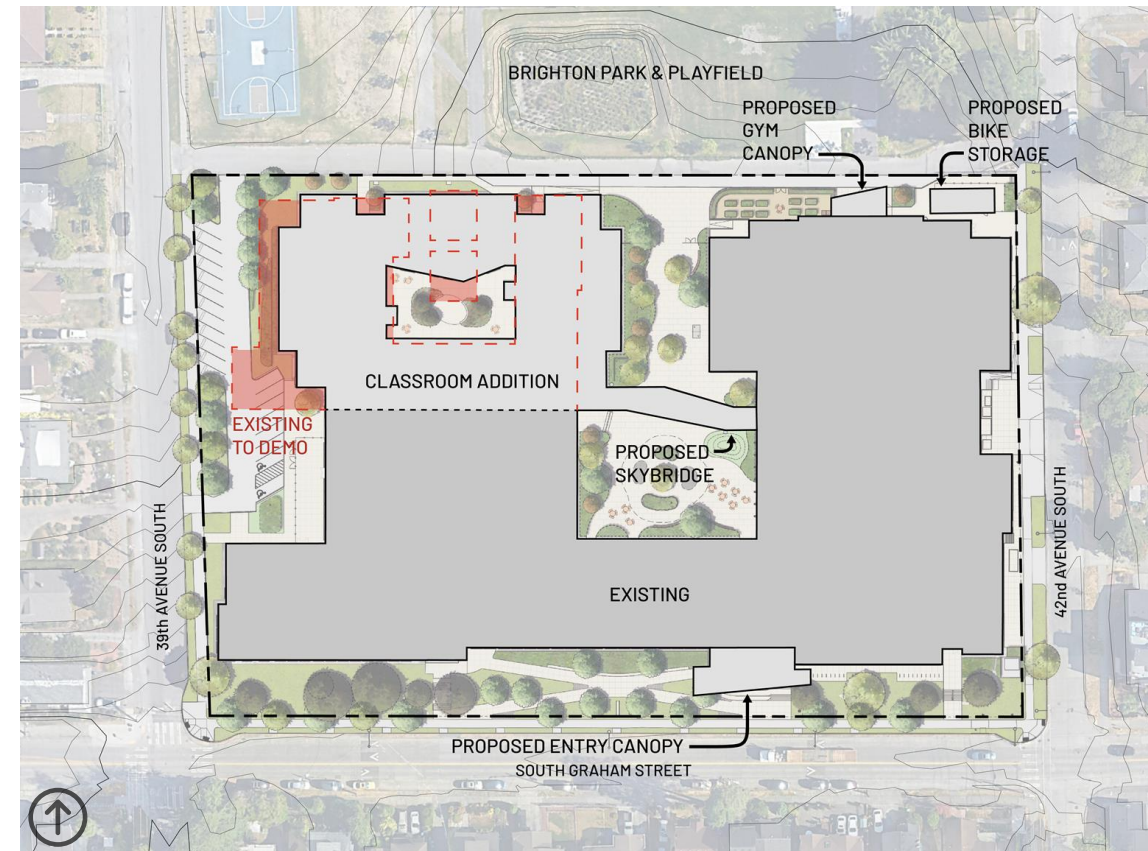 BRIGHTON PARK & PLAYFIELD
PROPOSED
GYM
CANOPY
PROPOSED
BIKE
STORAGE
CLASSROOM ADDITION
EXISTING
TO DEMO
PROPOSED
SKYBRIDGE
39th AVENUE SOUTH
42nd AVENUE SOUTH
EXISTING
PROPOSED ENTRY CANOPY
SOUTH GRAHAM STREET